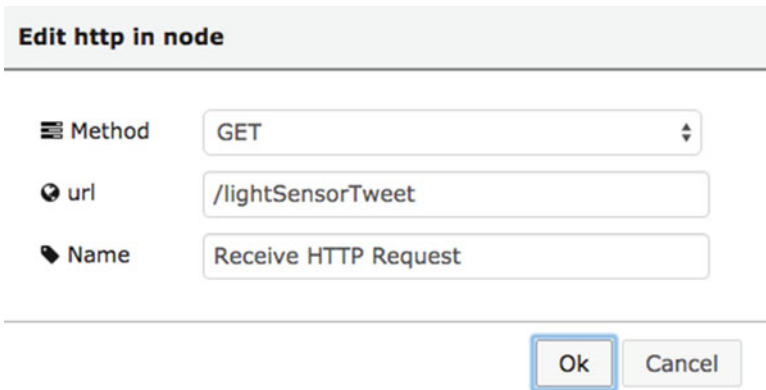 Edit http in node
Method GET
url /lightSensorTweet
Name Receive HTTP Request
Ok Cancel